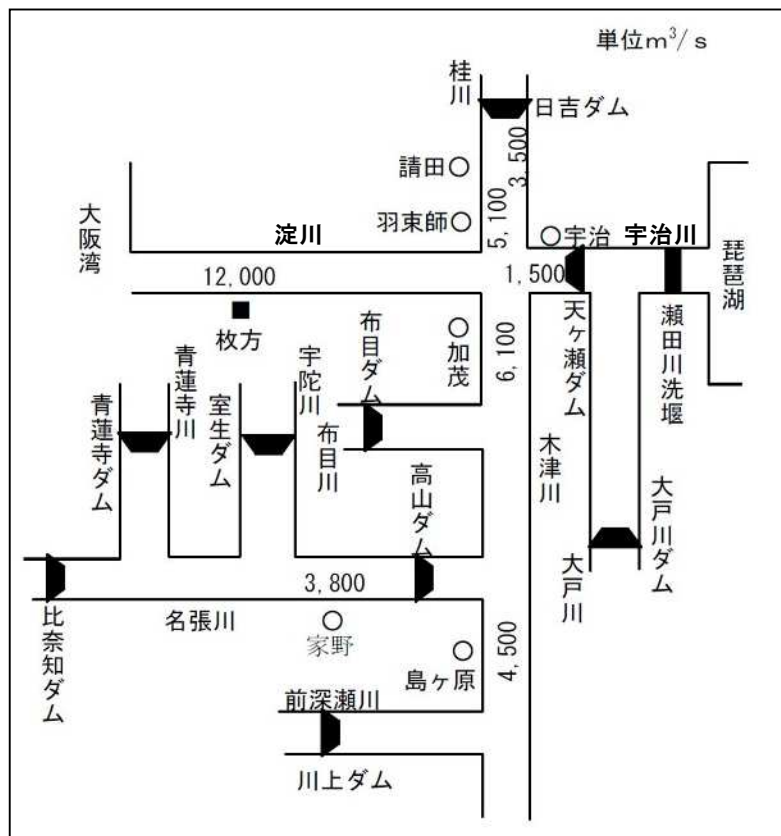 単位m³/s
桂川
日吉ダム
3,500
請田
5,100
羽束師
宇治
宇治川
淀川
大阪湾
琵琶湖
12,000
1,500
枚方
布目ダム
加茂
6,100
天ヶ瀬ダム
瀬田川洗堰
青蓮寺川
宇陀川
青蓮寺ダム
室生ダム
布目川
木津川
高山ダム
大戸川ダム
大戸川
3,800
名張川
家野
比奈知ダム
島ヶ原
4,500
前深瀬川
川上ダム